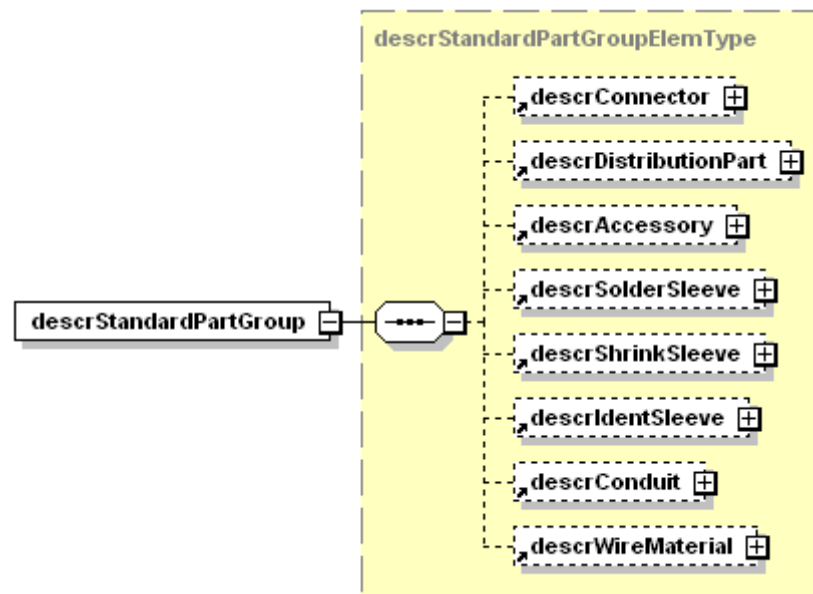 descrStandardPartGroupElemType
descrConnector
descrDistributionPart
descrAccessory
descrSolderSleeve
descrStandardPartGroup
descrShrinkSleeve
descrIdentSleeve
descrConduit
descrWireMaterial